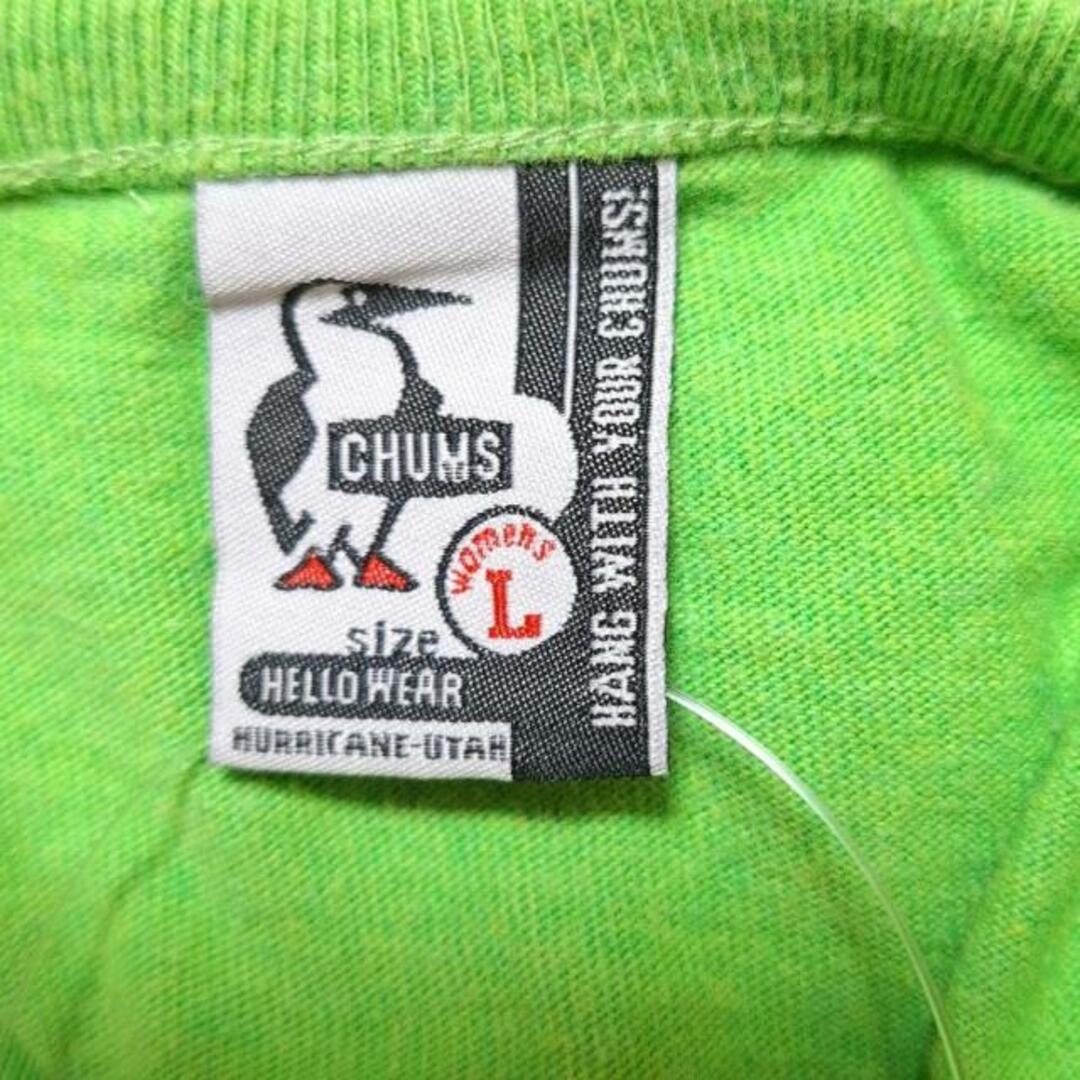 CHUMS
womens
L
size
HELLO WEAR
HURRICANE-UTAH
HANG WITH YOUR CHUMS!